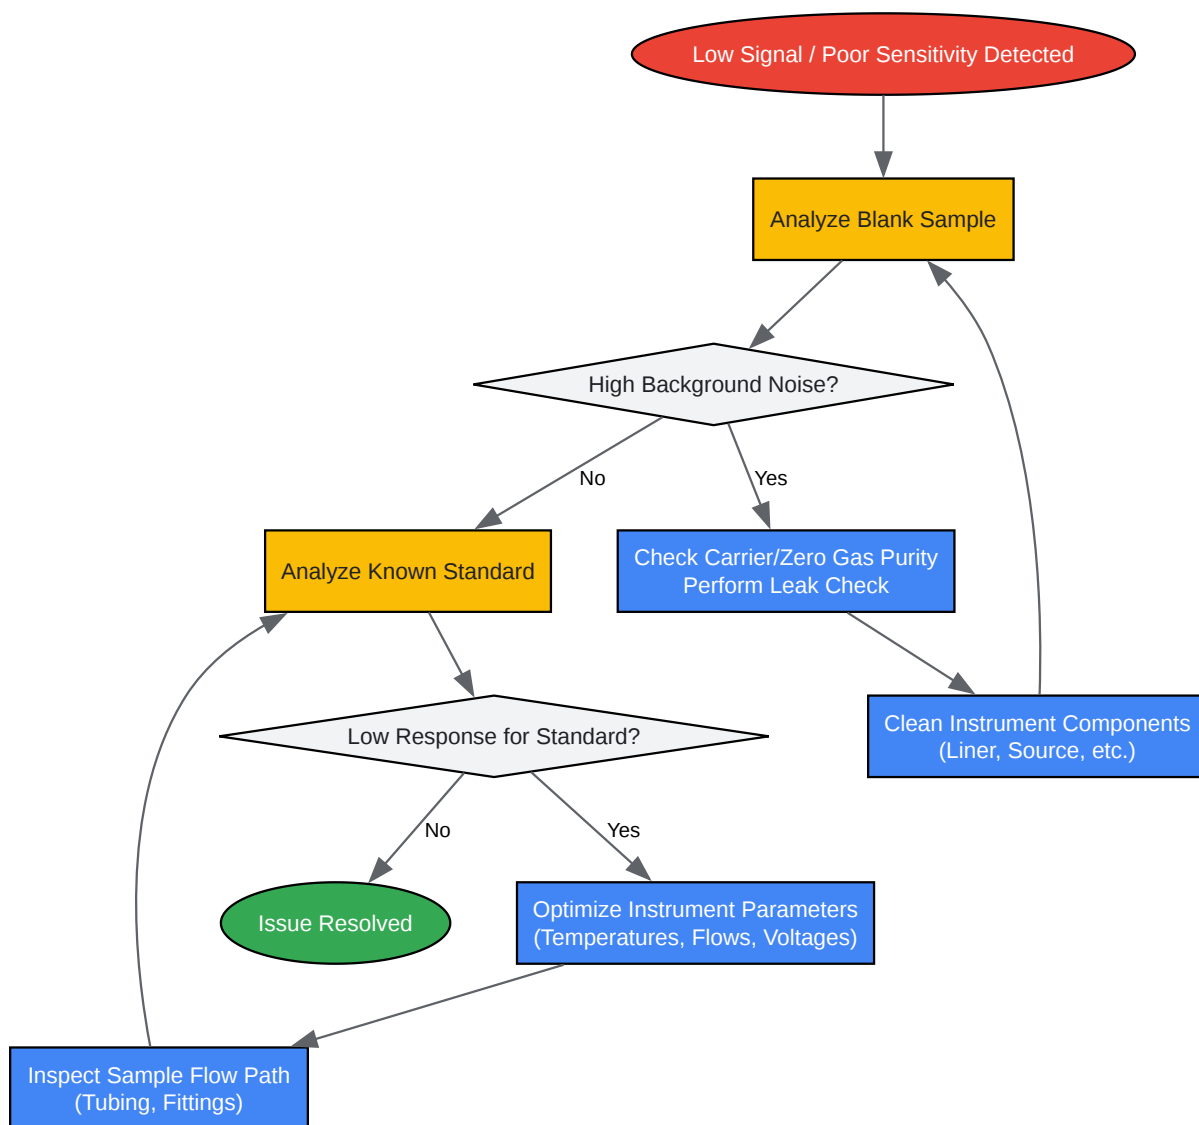 Low Signal / Poor Sensitivity Detected
Analyze Blank Sample
High Background Noise?
No
Yes
Analyze Known Standard
Check Carrier/Zero Gas Purity
Perform Leak Check
Clean Instrument Components
(Liner, Source, etc.)
Low Response for Standard?
No
Yes
Issue Resolved
Optimize Instrument Parameters
(Temperatures, Flows, Voltages)
Inspect Sample Flow Path
(Tubing, Fittings)